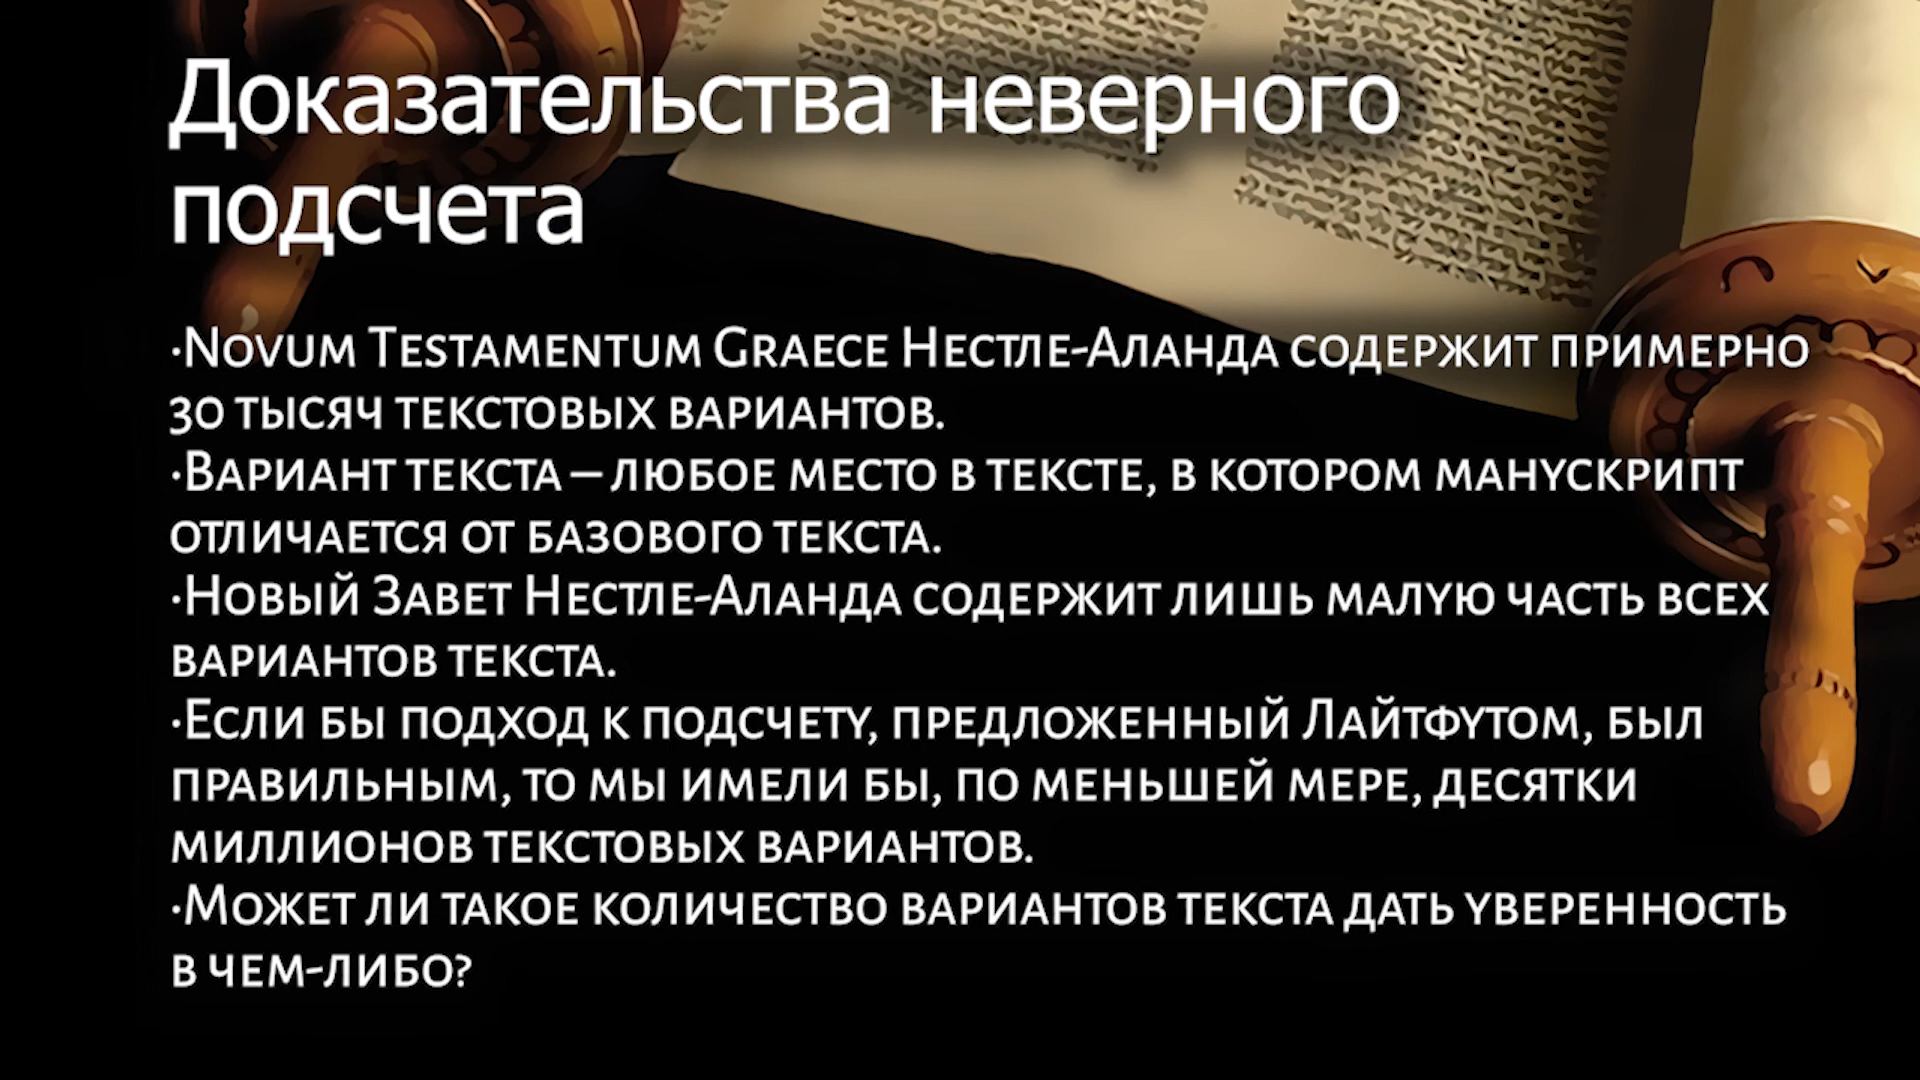 Доказательства неверного
подсчета
·Novum Testamentum Graece Нестле-Аланда содержит примерно
30 тысяч текстовых вариантов.
·Вариант текста – любое место в тексте, в котором манускрипт
отличается от базового текста.
·Новый Завет Нестле-Аланда содержит лишь малую часть всех
вариантов текста.
·Если бы подход к подсчету, предложенный Лайтфутом, был
правильным, то мы имели бы, по меньшей мере, десятки
миллионов текстовых вариантов.
·Может ли такое количество вариантов текста дать уверенность
в чем-либо?